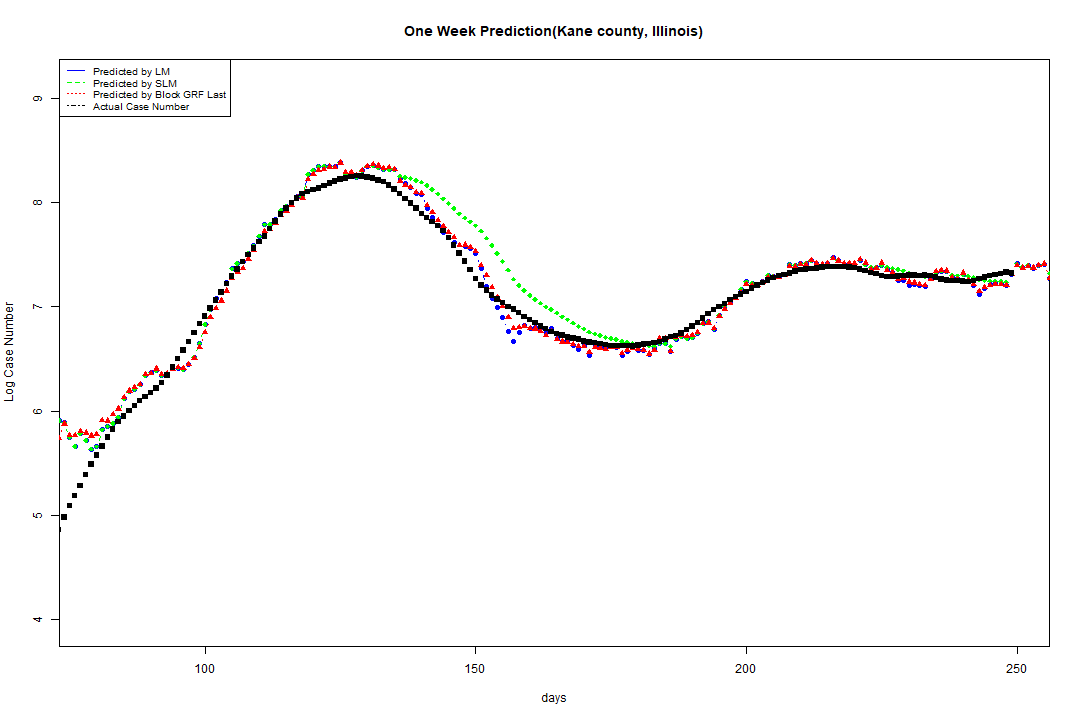 One Week Prediction(Kane county, Illinois)
Predicted by LM
Predicted by SLM
Predicted by Block GRF Last
Actual Case Number
9
8
7
6
5
4
Log Case Number
100
150
200
250
days